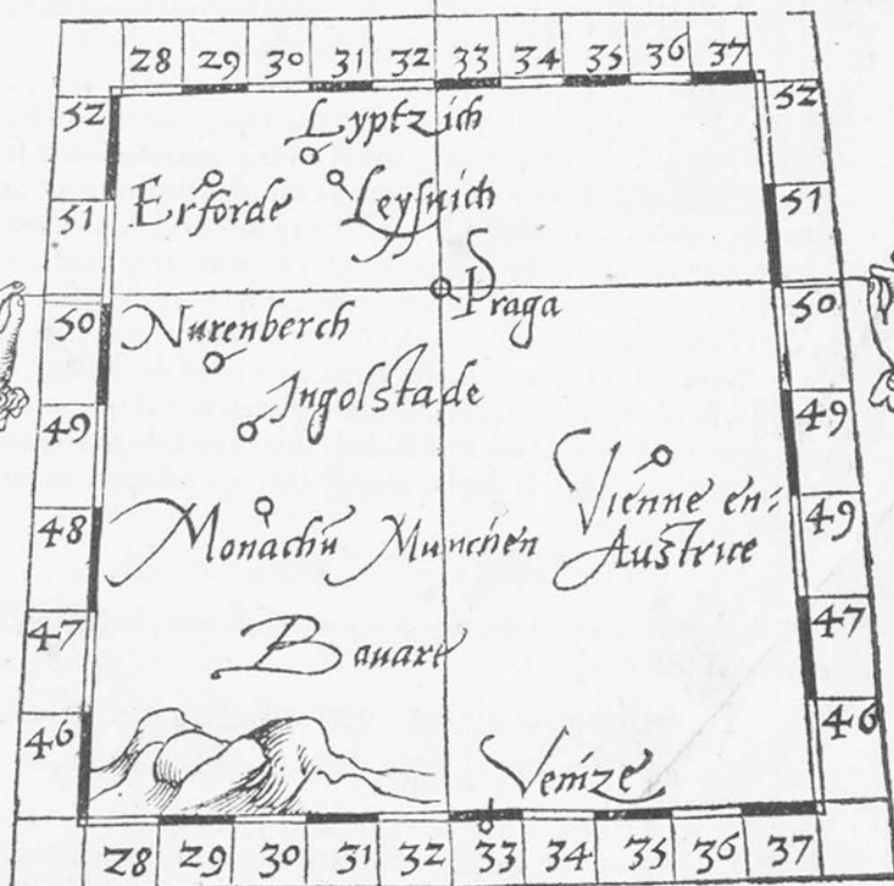 28 29 30 31 32 33 34 35 36 37
52 52
Lyptzich
51 Erforde Leysnich 51
50 Praga 50
Nurenberch
49 Ingolstade 49
48 Vienne en= 49
Monachū Munchen Austrice
47 Bavare 47
46 46
Venize
28 29 30 31 32 33 34 35 36 37